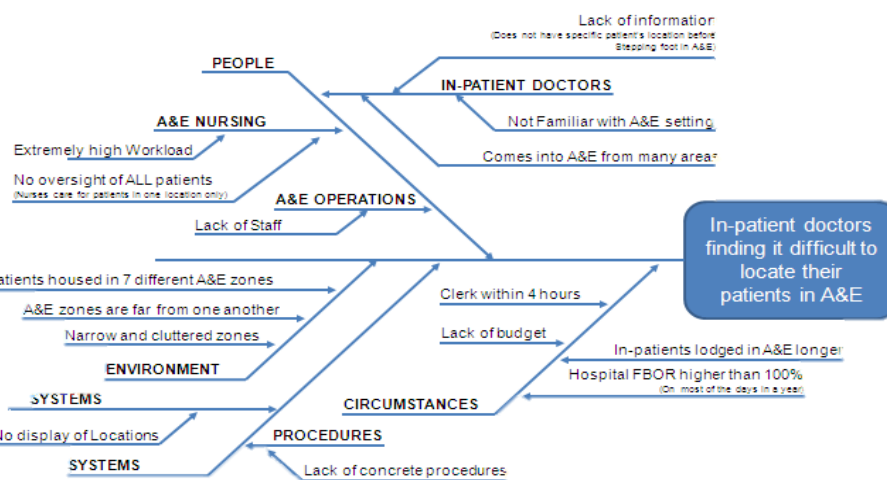 Lack of information
(Does not have specific patient's location before
Stepping foot in A&E)
PEOPLE
IN-PATIENT DOCTORS
A&E NURSING
Not Familiar with A&E setting
Extremely high Workload
Comes into A&E from many areas
No oversight of ALL patients
(Nurses care for patients in one location only)
A&E OPERATIONS
Lack of Staff
In-patient doctors
finding it difficult to
locate their
patients in A&E
atients housed in 7 different A&E zones
Clerk within 4 hours
A&E zones are far from one another
Lack of budget
Narrow and cluttered zones
In-patients lodged in A&E longer
ENVIRONMENT
Hospital FBOR higher than 100%
(On most of the days in a year)
SYSTEMS
CIRCUMSTANCES
No display of Locations
PROCEDURES
SYSTEMS
Lack of concrete procedures